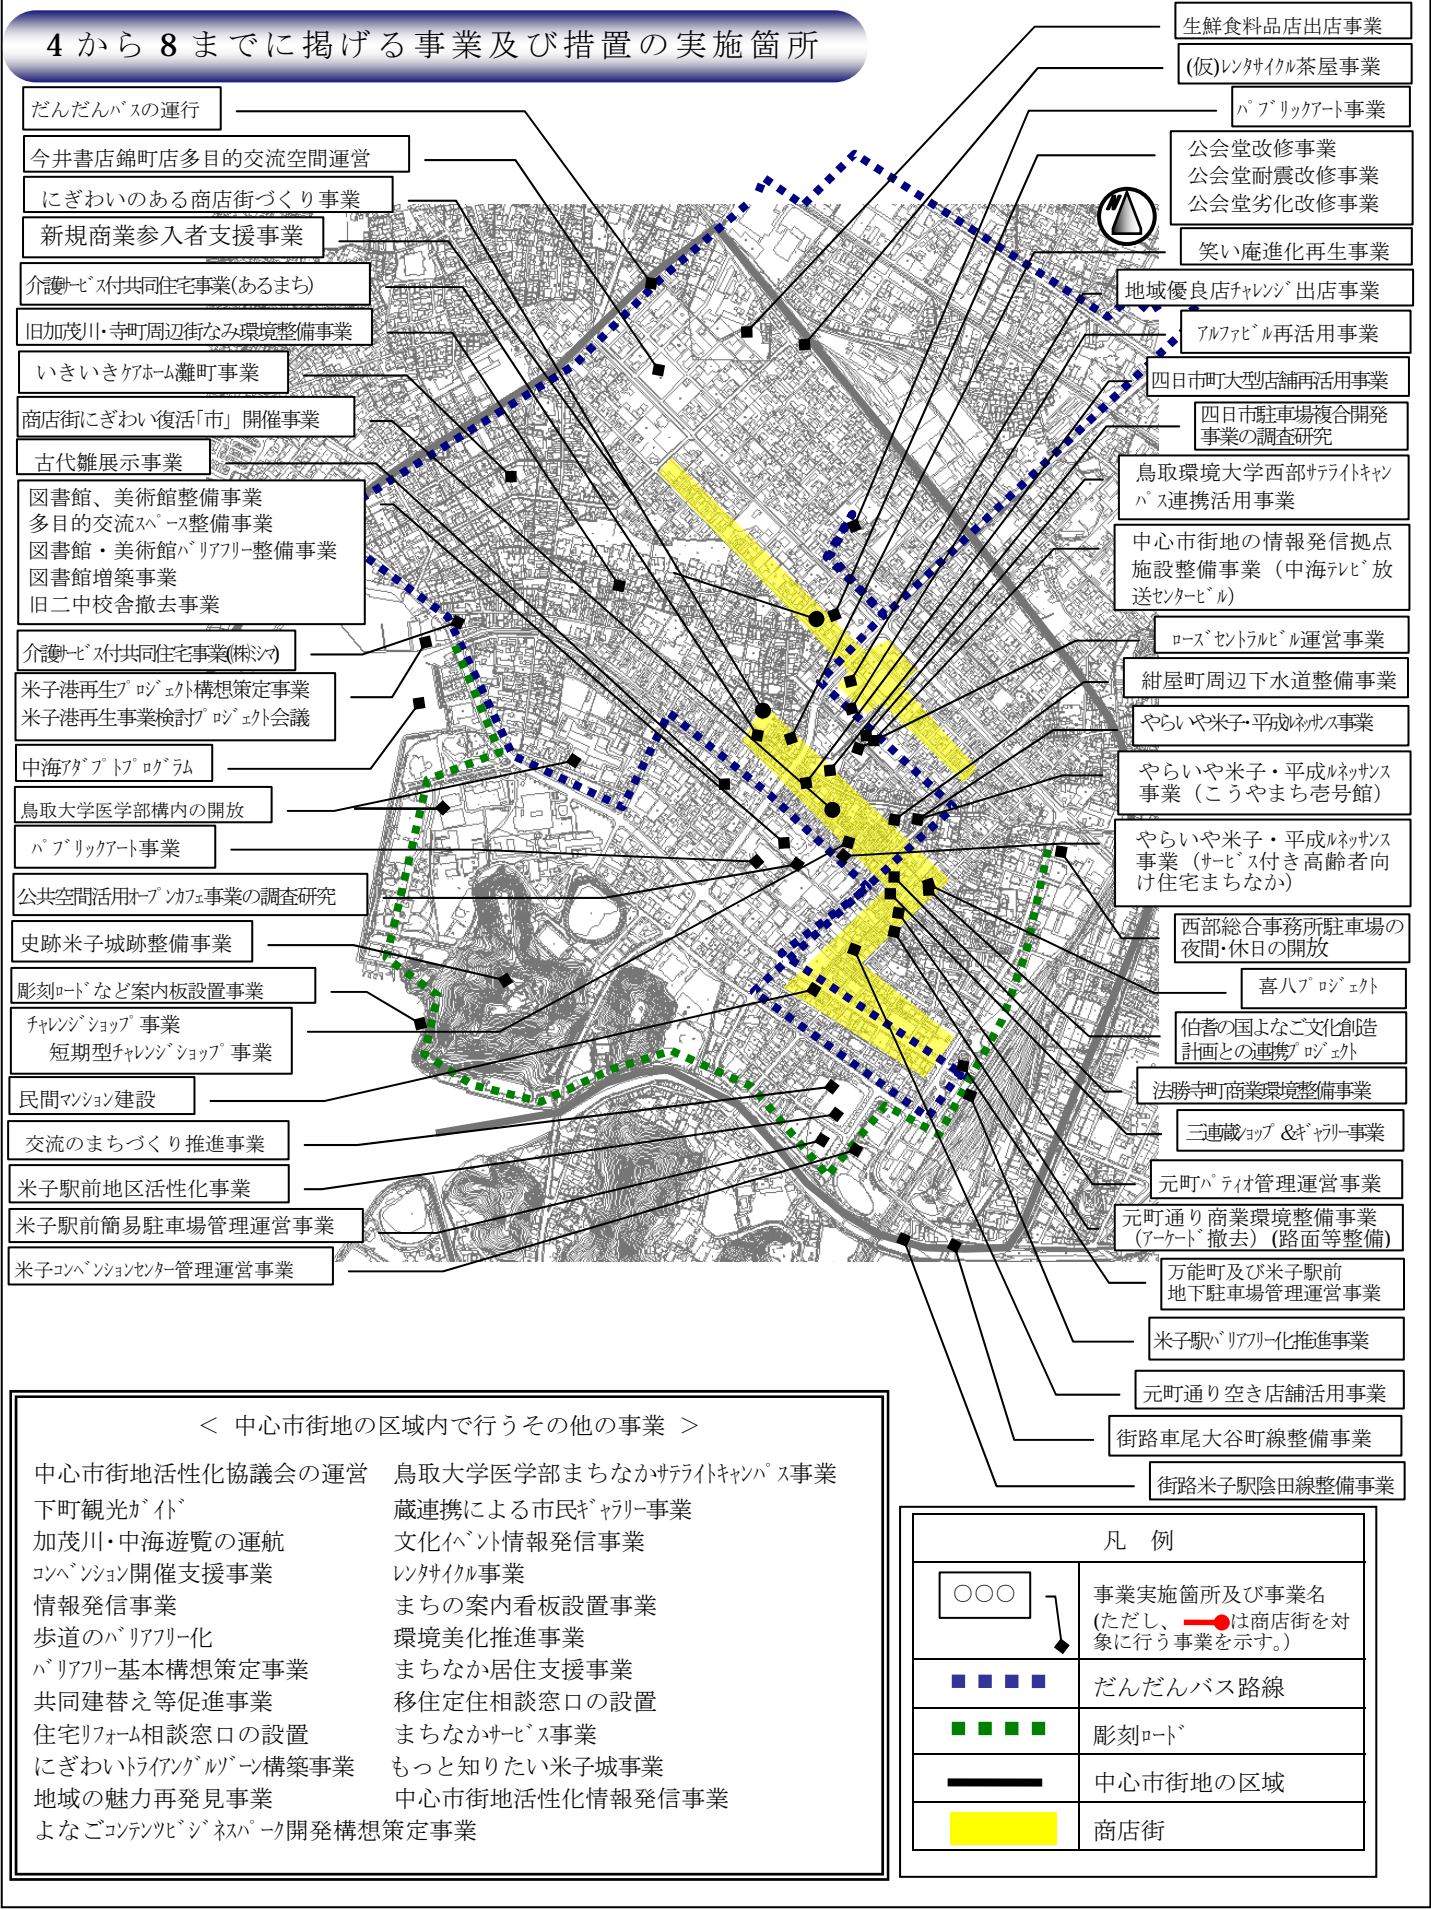 4から8までに掲げる事業及び措置の実施箇所
だんだんバスの運行
今井書店錦町店多目的交流空間運営
にぎわいのある商店街づくり事業
新規商業参入者支援事業
介護サービス付共同住宅事業(あるまち)
旧加茂川・寺町周辺街なみ環境整備事業
いきいきケアホーム灘町事業
商店街にぎわい復活「市」開催事業
古代雛展示事業
図書館、美術館整備事業
多目的交流スペース整備事業
図書館・美術館バリアフリー整備事業
図書館増築事業
旧二中校舎撤去事業
介護サービス付共同住宅事業(㈱ミシマ)
米子港再生プロジェクト構想策定事業
米子港再生事業検討プロジェクト会議
中海アダプトプログラム
鳥取大学医学部構内の開放
パブリックアート事業
公共空間活用オープンカフェ事業の調査研究
史跡米子城跡整備事業
彫刻ロードなど案内板設置事業
チャレンジショップ事業
短期型チャレンジショップ事業
民間マンション建設
交流のまちづくり推進事業
米子駅前地区活性化事業
米子駅前簡易駐車場管理運営事業
米子コンベンションセンター管理運営事業
生鮮食料品店出店事業
(仮)レンタサイクル茶屋事業
パブリックアート事業
公会堂改修事業
公会堂耐震改修事業
公会堂劣化改修事業
N
笑い庵進化再生事業
地域優良店チャレンジ出店事業
アルファビル再活用事業
四日市町大型店舗再活用事業
四日市駐車場複合開発
事業の調査研究
鳥取環境大学西部サテライトキャン
パス連携活用事業
中心市街地の情報発信拠点
施設整備事業（中海テレビ放
送センタービル）
ローズセントラルビル運営事業
紺屋町周辺下水道整備事業
やらいや米子・平成ルネッサンス事業
やらいや米子・平成ルネッサンス
事業（こうやまち壱号館）
やらいや米子・平成ルネッサンス
事業（サービス付き高齢者向
け住宅まちなか）
西部総合事務所駐車場の
夜間・休日の開放
喜八プロジェクト
伯耆の国よなご文化創造
計画との連携プロジェクト
法勝寺町商業環境整備事業
三連蔵ショップ&ギャラリー事業
元町パティオ管理運営事業
元町通り商業環境整備事業
(アーケード撤去）(路面等整備)
万能町及び米子駅前
地下駐車場管理運営事業
米子駅バリアフリー化推進事業
元町通り空き店舗活用事業
街路車尾大谷町線整備事業
街路米子駅陰田線整備事業
＜ 中心市街地の区域内で行うその他の事業 ＞
中心市街地活性化協議会の運営 鳥取大学医学部まちなかサテライトキャンパス事業
下町観光ガイド 蔵連携による市民ギャラリー事業
加茂川・中海遊覧の運航 文化イベント情報発信事業
コンベンション開催支援事業 レンタサイクル事業
情報発信事業 まちの案内看板設置事業
歩道のバリアフリー化 環境美化推進事業
バリアフリー基本構想策定事業 まちなか居住支援事業
共同建替え等促進事業 移住定住相談窓口の設置
住宅リフォーム相談窓口の設置 まちなかサービス事業
にぎわいトライアングルゾーン構築事業 もっと知りたい米子城事業
地域の魅力再発見事業 中心市街地活性化情報発信事業
よなごコンテンツビジネスパーク開発構想策定事業
凡 例
○○○
事業実施箇所及び事業名
(ただし、 は商店街を対
象に行う事業を示す。)
だんだんバス路線
彫刻ロード
中心市街地の区域
商店街